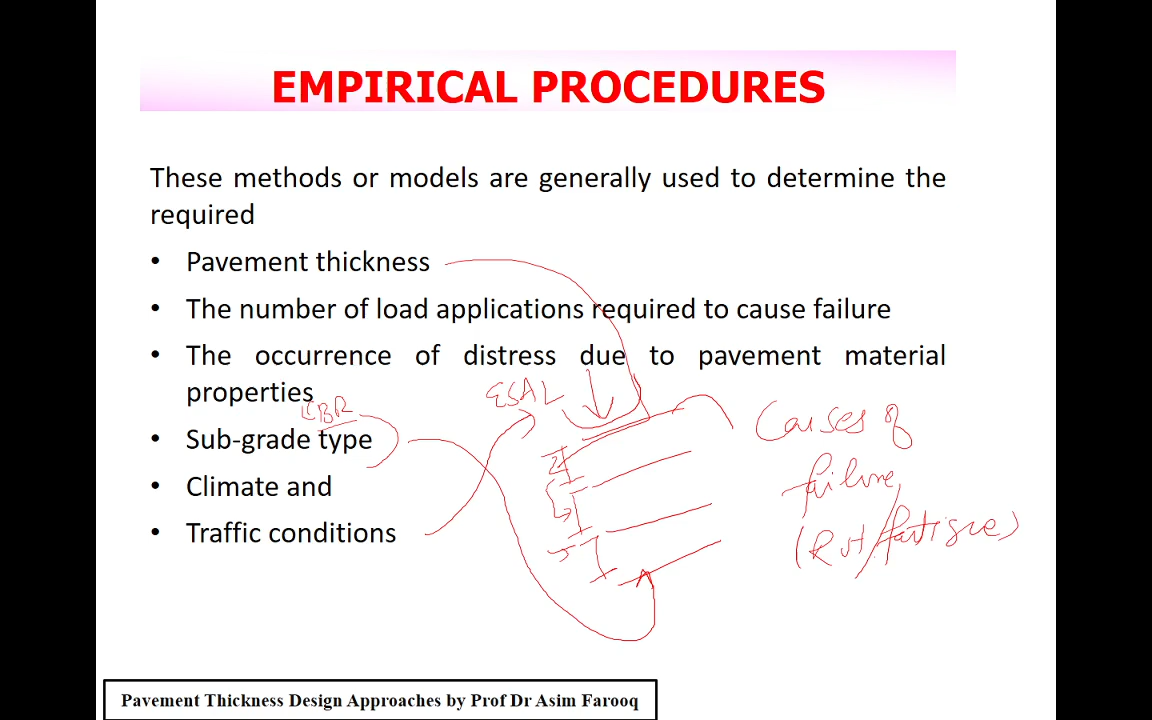 EMPIRICAL PROCEDURES
These methods or models are generally used to determine the
required
• Pavement thickness
• The number of load applications required to cause failure
• The occurrence of distress due to pavement material
properties
CBR
• Sub-grade type
• Climate and
• Traffic conditions
ESAL
Causes of
failure
(Rut/fatigue)
Pavement Thickness Design Approaches by Prof Dr Asim Farooq